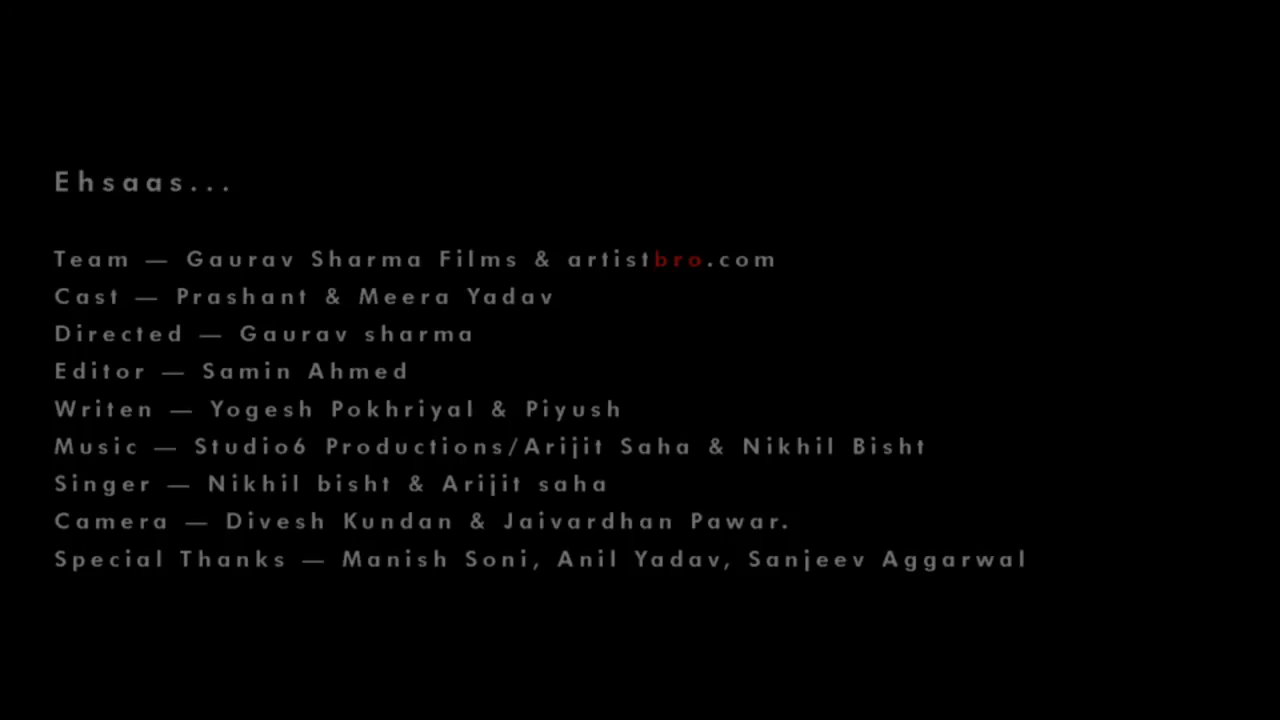 Ehsaas...
Team — Gaurav Sharma Films & artistbro.com
Cast — Prashant & Meera Yadav
Directed — Gaurav sharma
Editor — Samin Ahmed
Writen — Yogesh Pokhriyal & Piyush
Music — Studio6 Productions/Arijit Saha & Nikhil Bisht
Singer — Nikhil bisht & Arijit saha
Camera — Divesh Kundan & Jaivardhan Pawar.
Special Thanks — Manish Soni, Anil Yadav, Sanjeev Aggarwal